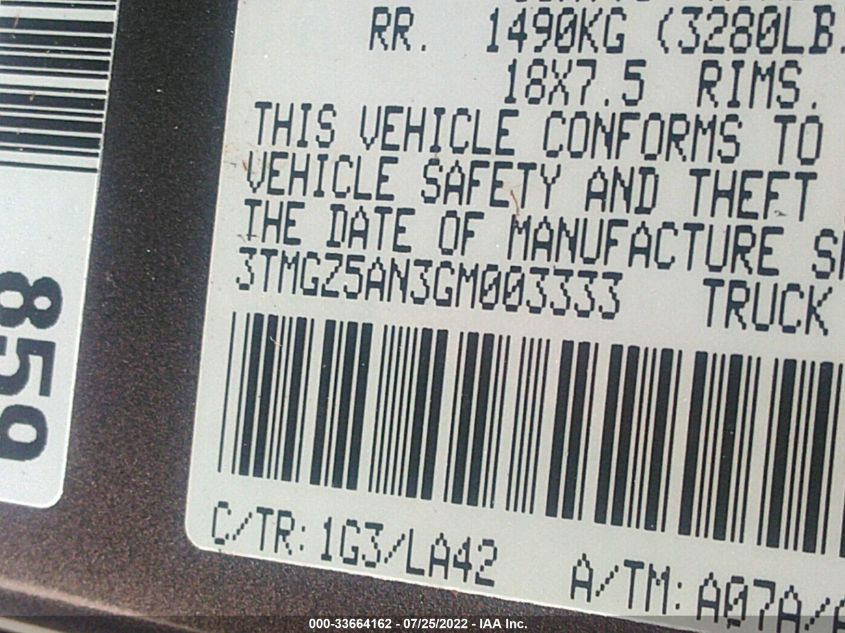 RR. 1490KG (3280LB.
18X7.5 RIMS.
THIS VEHICLE CONFORMS TO
VEHICLE SAFETY AND THEFT
THE DATE OF MANUFACTURE
3TMGZ5AN3GM003333 TRUCK
C/TR: 1G3/LA42
A/TM: A07A/
859
000-33664162 - 07/25/2022 - IAA Inc.